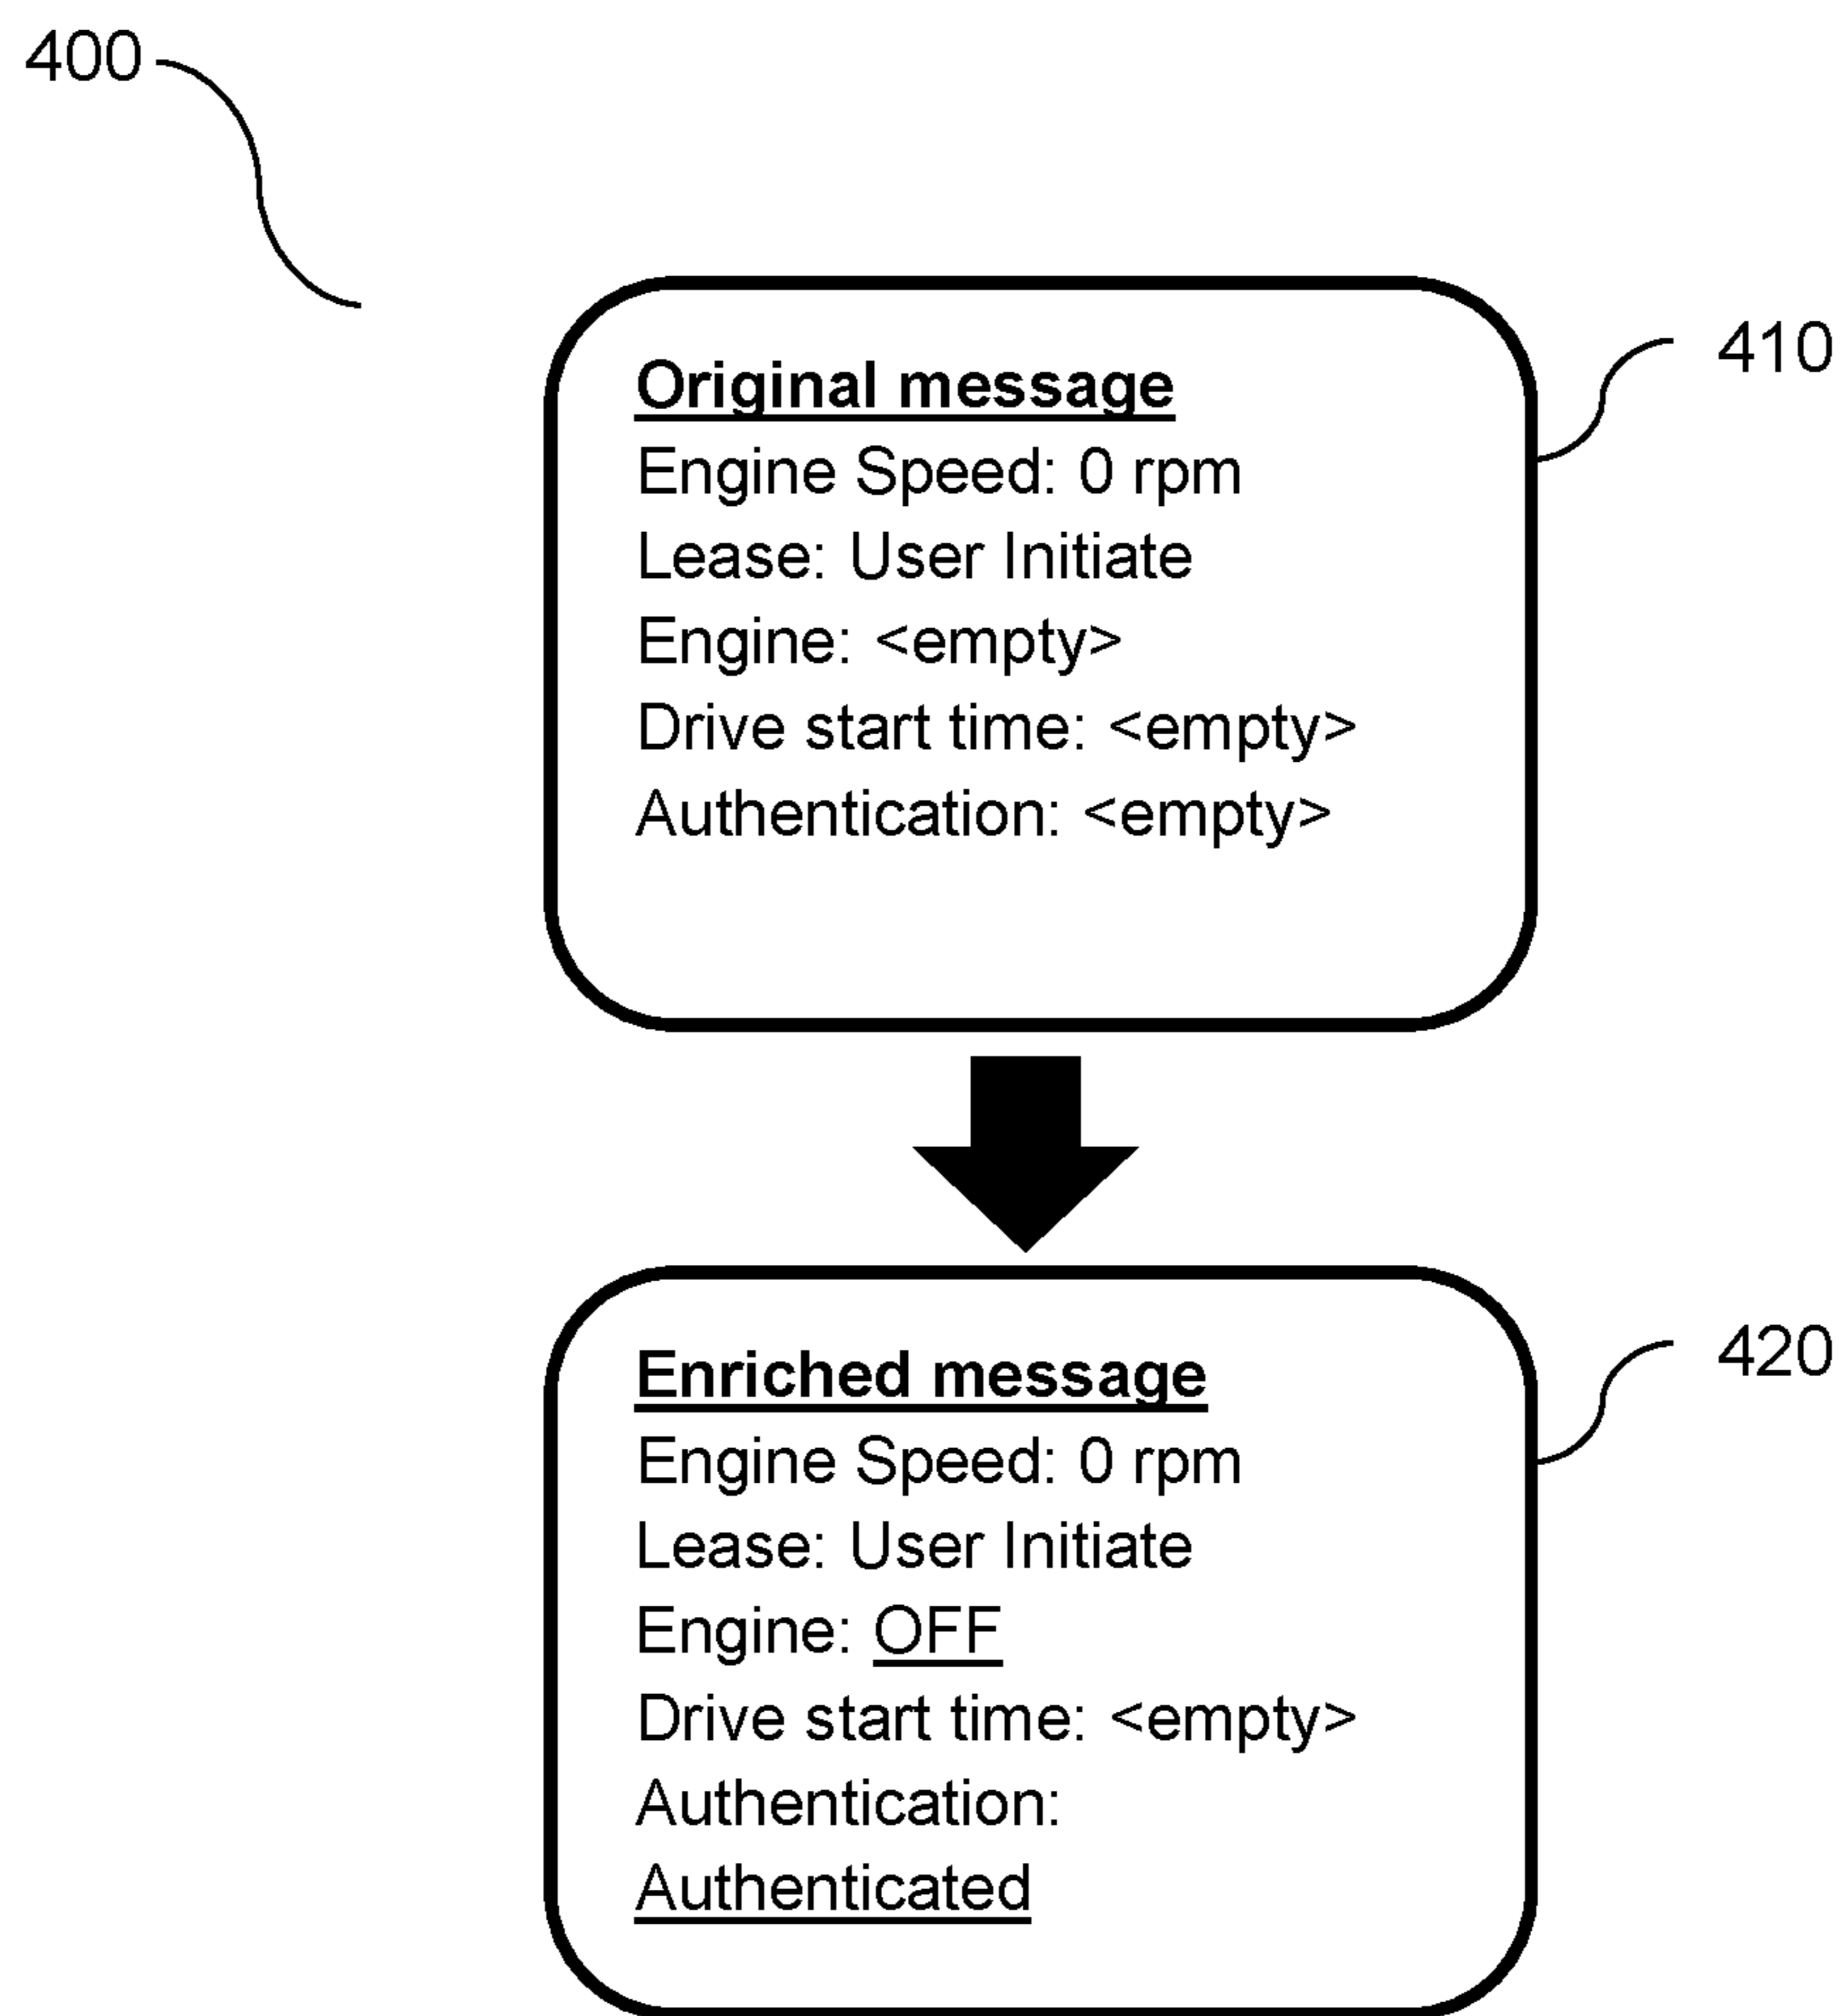 400
410
Original message
Engine Speed: 0 rpm
Lease: User Initiate
Engine: <empty>
Drive start time: <empty>
Authentication: <empty>
420
Enriched message
Engine Speed: 0 rpm
Lease: User Initiate
Engine: OFF
Drive start time: <empty>
Authentication:
Authenticated